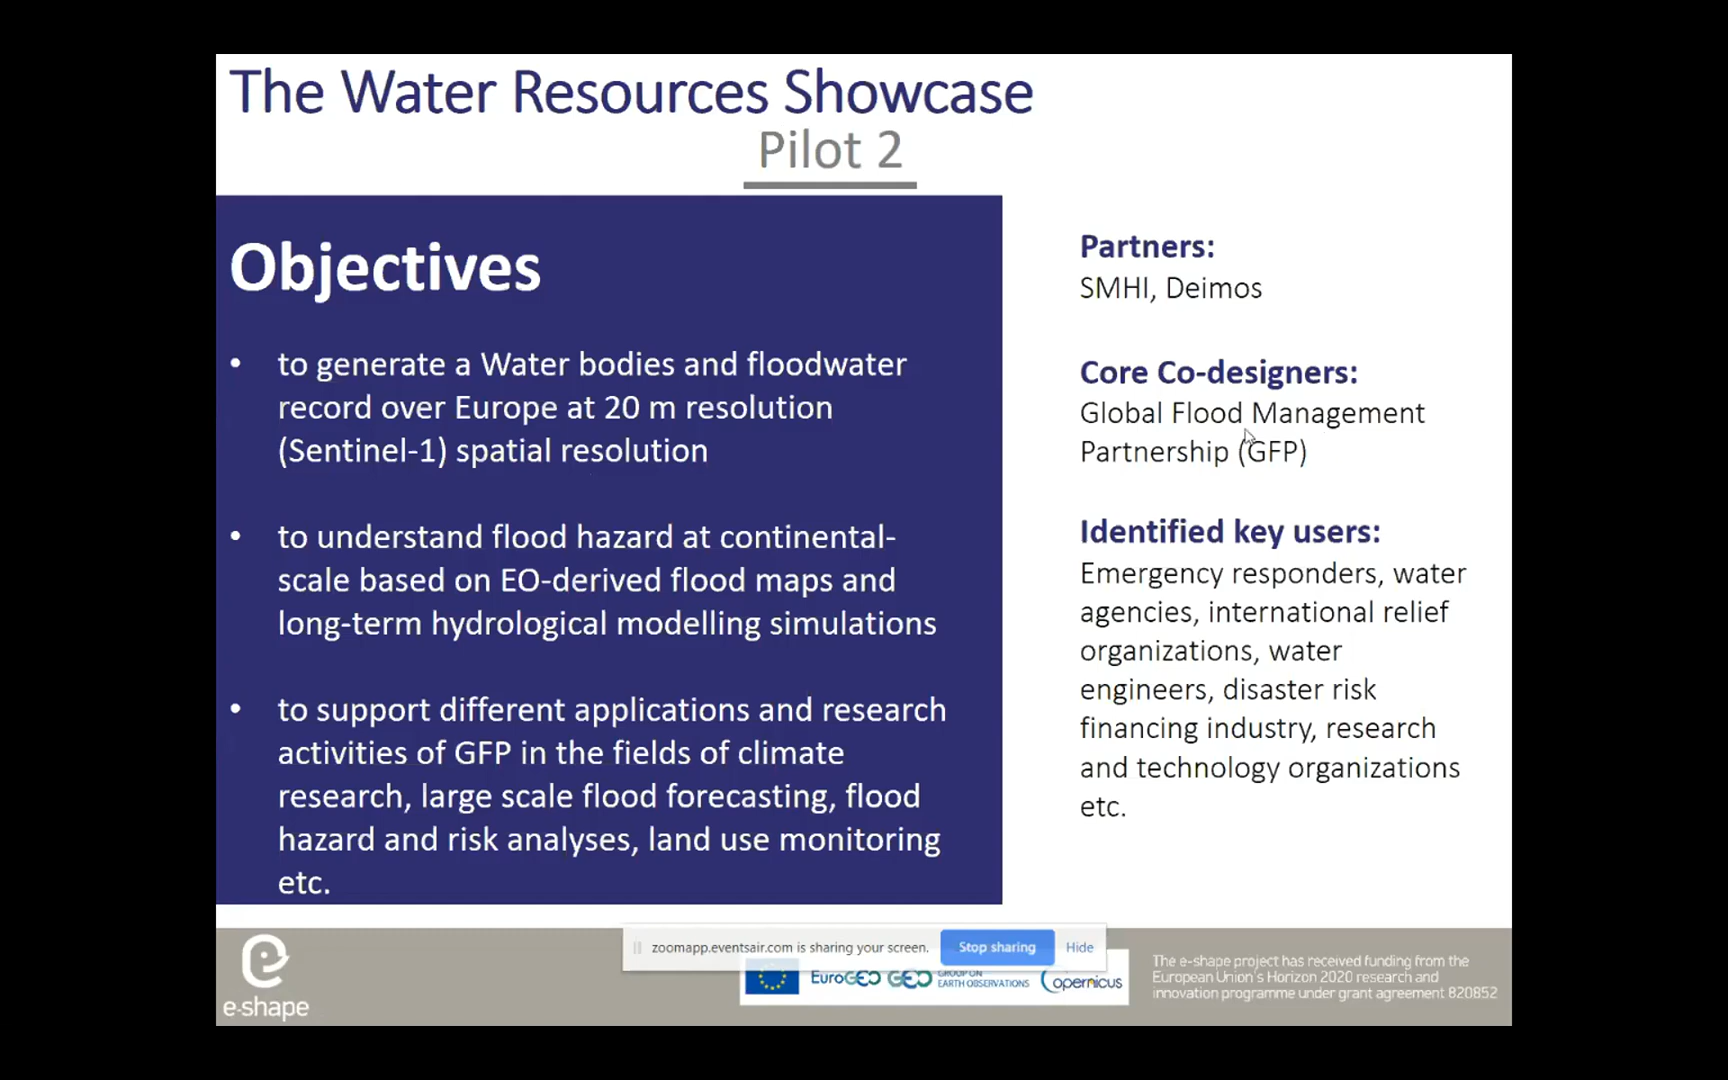 The Water Resources Showcase
Pilot 2
Objectives
• to generate a Water bodies and floodwater
record over Europe at 20 m resolution
(Sentinel-1) spatial resolution
• to understand flood hazard at continental-
scale based on EO-derived flood maps and
long-term hydrological modelling simulations
• to support different applications and research
activities of GFP in the fields of climate
research, large scale flood forecasting, flood
hazard and risk analyses, land use monitoring
etc.
Partners:
SMHI, Deimos
Core Co-designers:
Global Flood Management
Partnership (GFP)
Identified key users:
Emergency responders, water
agencies, international relief
organizations, water
engineers, disaster risk
financing industry, research
and technology organizations
etc.
e-shape
zoomapp.eventsair.com is sharing your screen.
Stop sharing
Hide
EuroGEO
GEO
GROUP ON
EARTH OBSERVATIONS
opernicus
The e-shape project has received funding from the
European Union's Horizon 2020 research and
innovation programme under grant agreement 820852